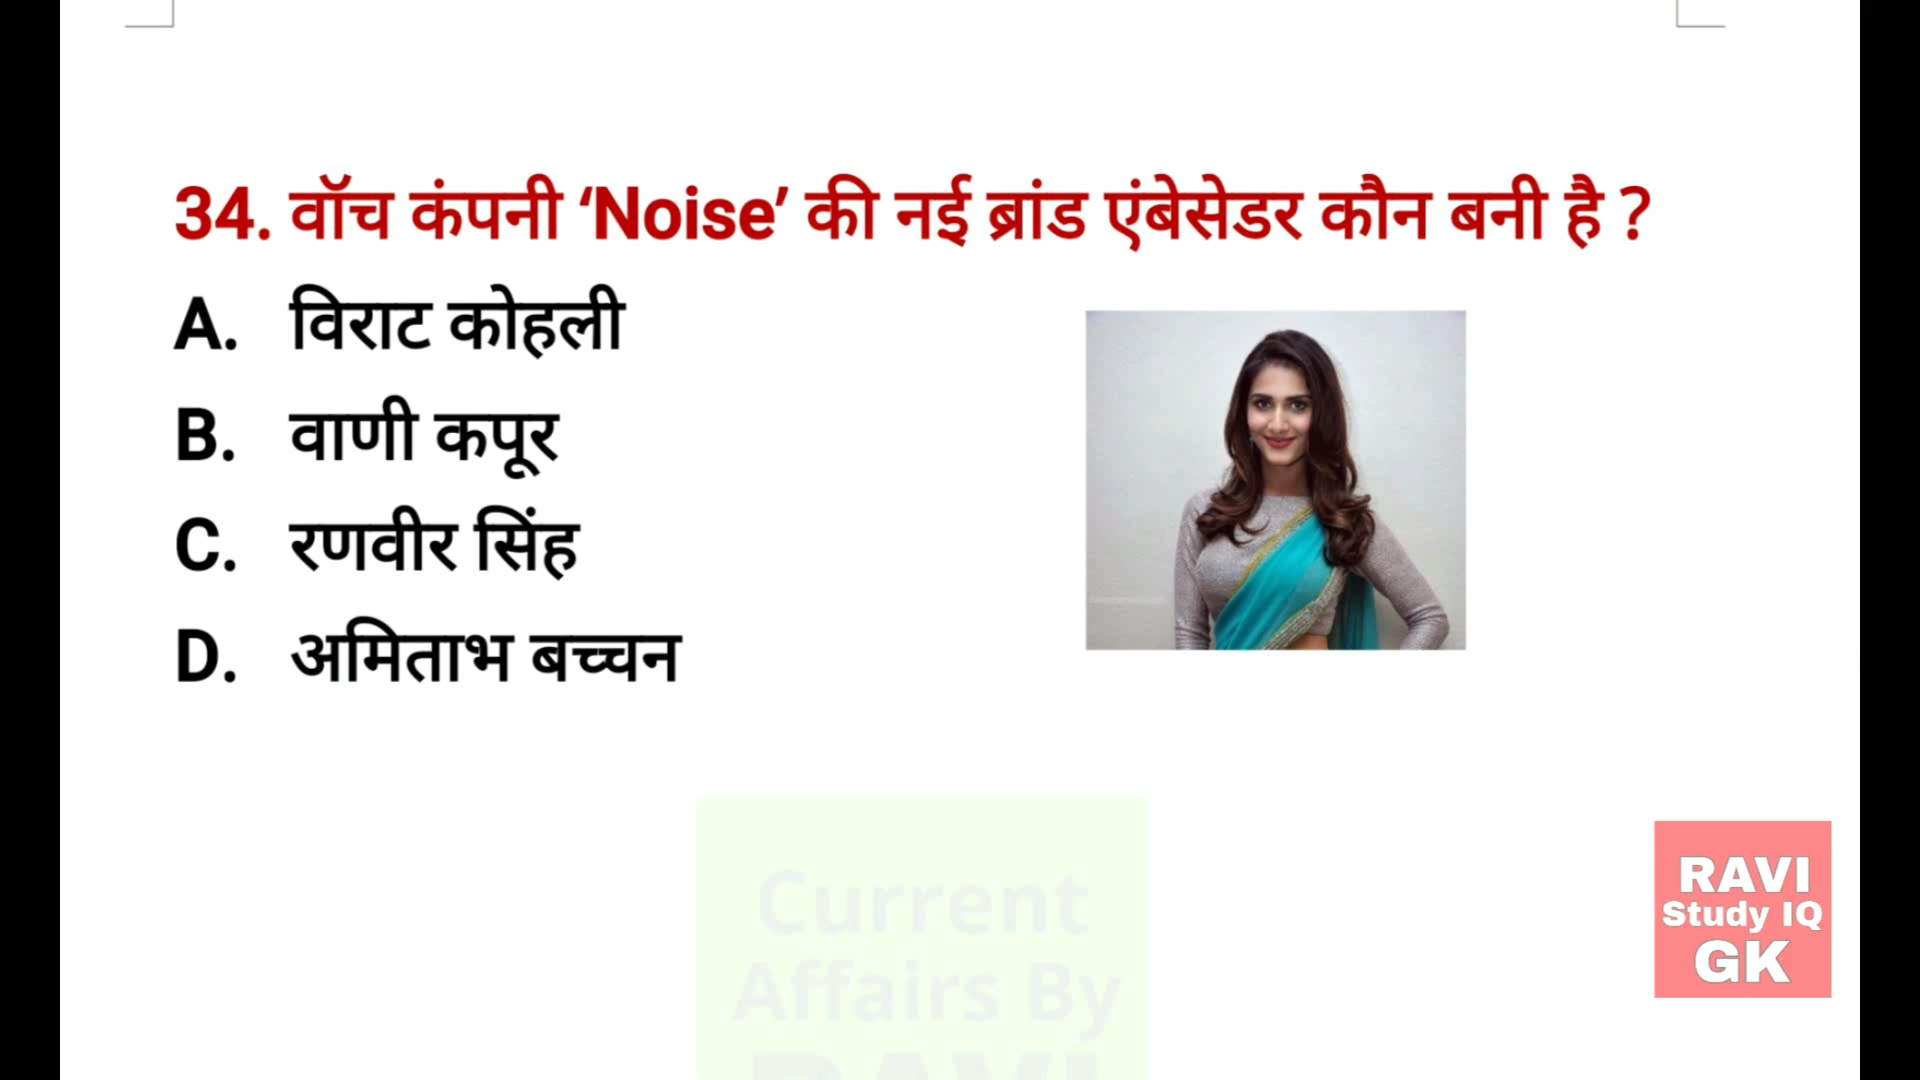 34. वॉच कंपनी ‘Noise’ की नई ब्रांड एंबेसेडर कौन बनी है ?
A. विराट कोहली
B. वाणी कपूर
C. रणवीर सिंह
D. अमिताभ बच्चन
Current
Affairs By
RAVI
RAVI
Study IQ
GK